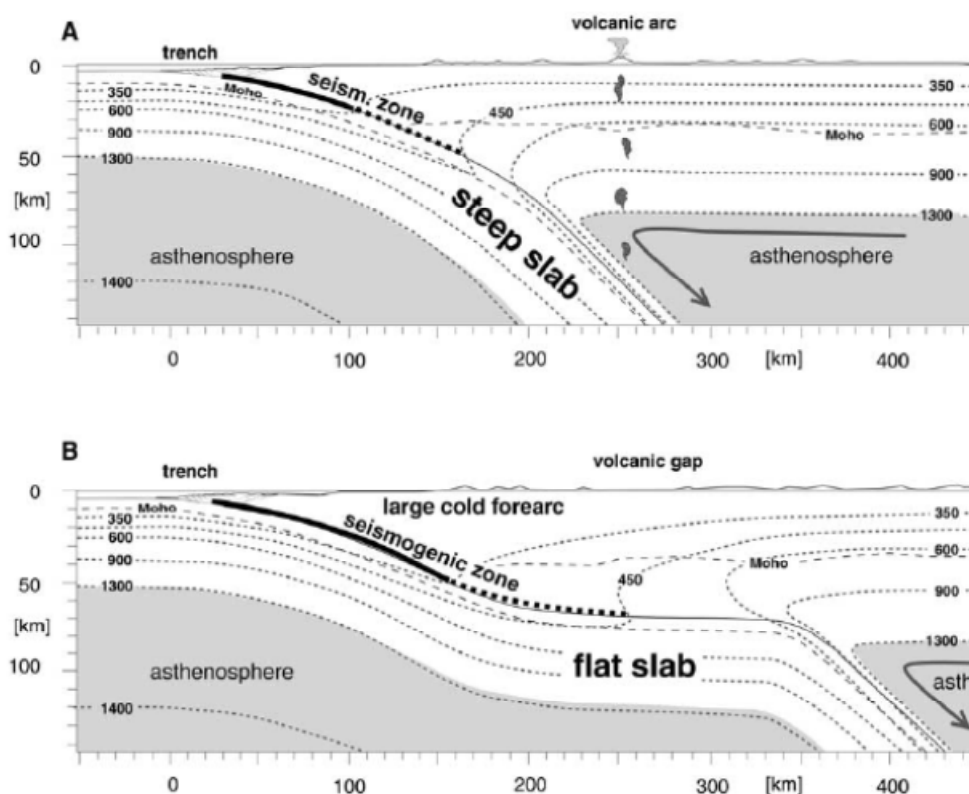 A
volcanic arc
trench
0
seism. zone
Moho
350
350
450
600
600
Moho
900
900
50
1300
1300
[km]
steep slab
100
asthenosphere
asthenosphere
1400
0 100 200 300 [km] 400
B
trench
volcanic gap
0
large cold forearc
Moho
350
350
seismogenic zone
600
600
Moho
900
450
900
50
1300
1300
[km]
flat slab
100
asthenosphere
asth
1400
0 100 200 300 [km] 400